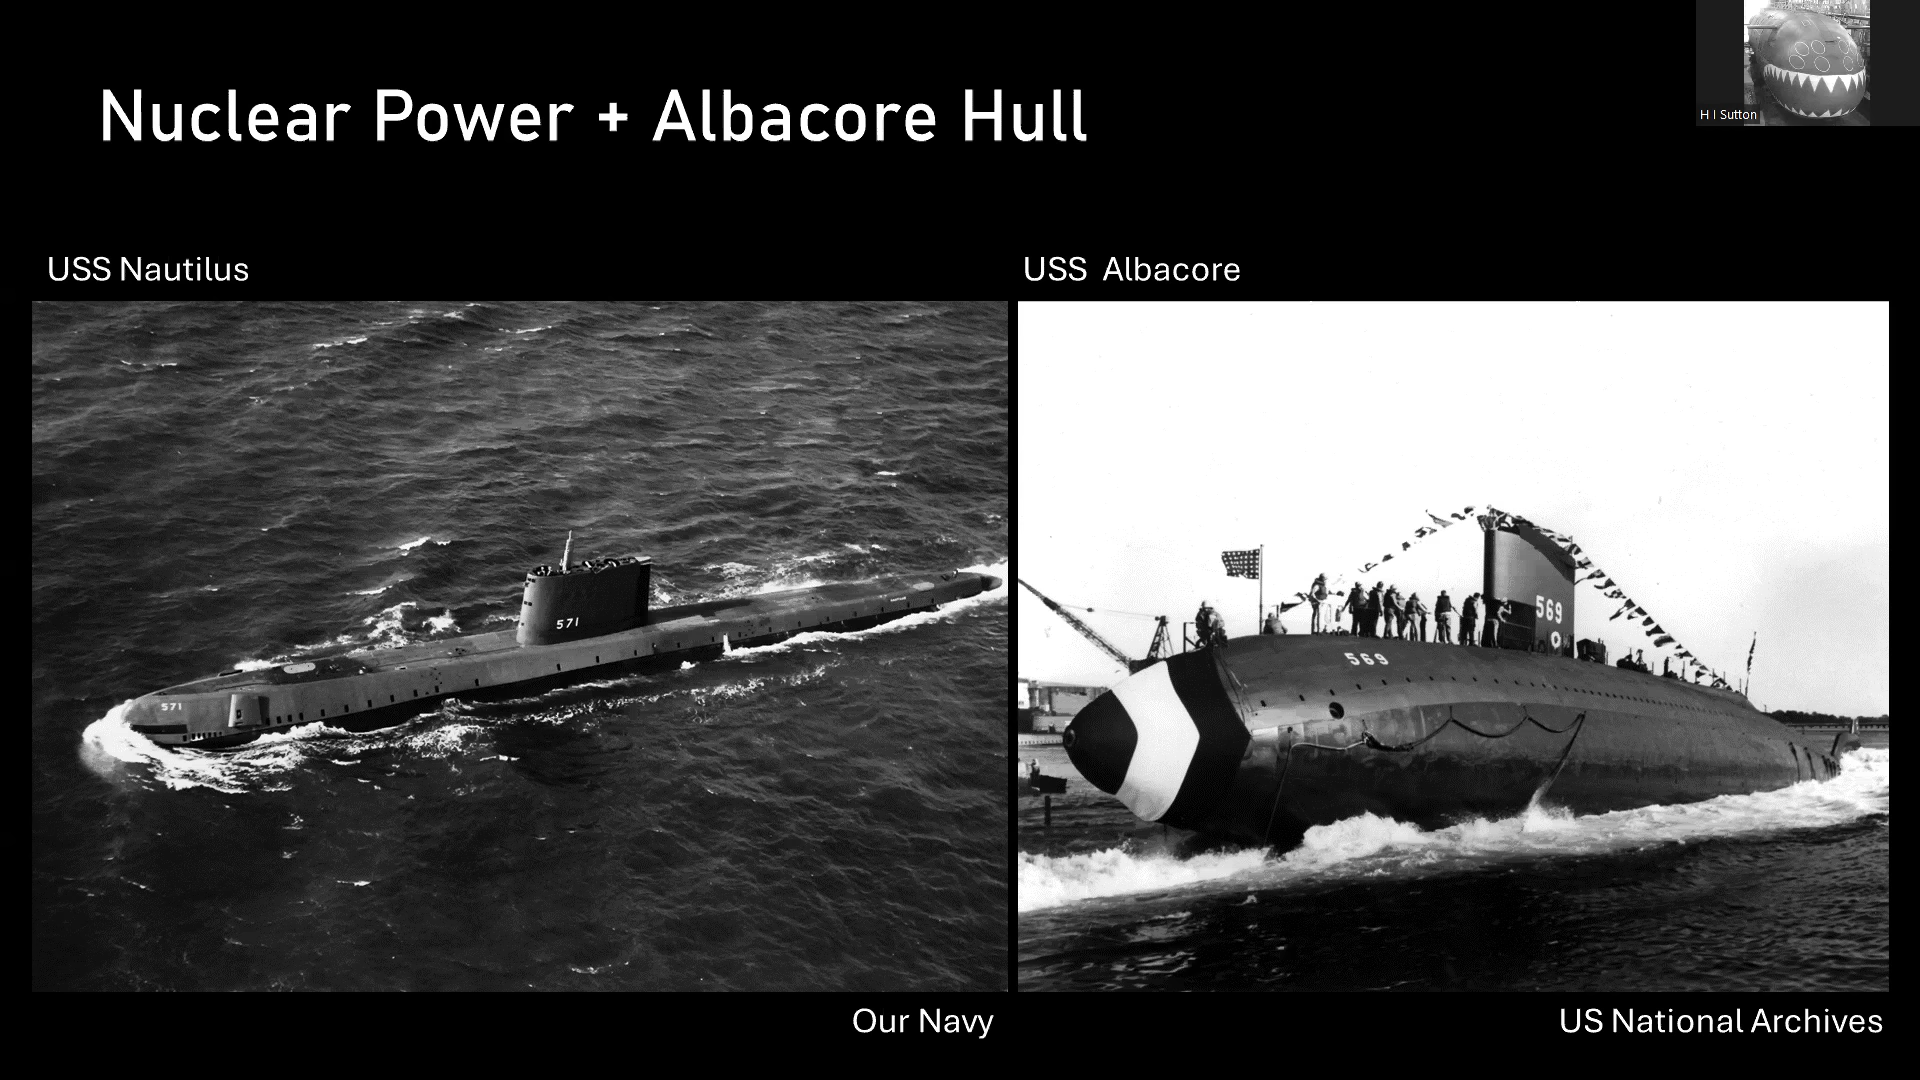 Nuclear Power + Albacore Hull
H I Sutton
USS Nautilus
USS Albacore
571
571
569
569
Our Navy
US National Archives